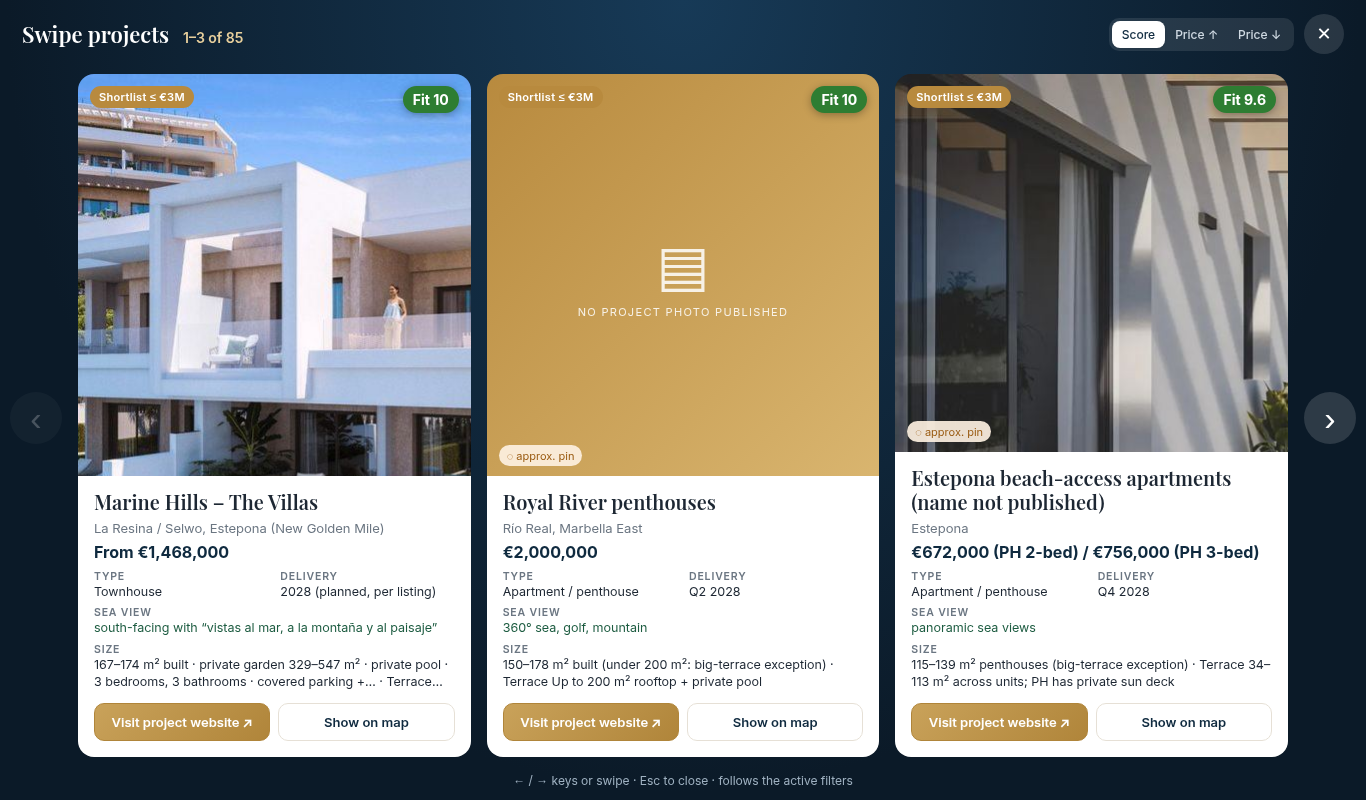 Swipe projects 1–3 of 85
Score Price ↑ Price ↓ ✕
Shortlist ≤ €3M
Fit 10
Marine Hills – The Villas
La Resina / Selwo, Estepona (New Golden Mile)
From €1,468,000
TYPE DELIVERY
Townhouse 2028 (planned, per listing)
SEA VIEW
south-facing with “vistas al mar, a la montaña y al paisaje”
SIZE
167–174 m² built · private garden 329–547 m² · private pool ·
3 bedrooms, 3 bathrooms · covered parking +… · Terrace…
Visit project website ↗ Show on map
Shortlist ≤ €3M
Fit 10
NO PROJECT PHOTO PUBLISHED
○ approx. pin
Royal River penthouses
Río Real, Marbella East
€2,000,000
TYPE DELIVERY
Apartment / penthouse Q2 2028
SEA VIEW
360° sea, golf, mountain
SIZE
150–178 m² built (under 200 m²: big-terrace exception) ·
Terrace Up to 200 m² rooftop + private pool
Visit project website ↗ Show on map
Shortlist ≤ €3M
Fit 9.6
○ approx. pin
Estepona beach-access apartments
(name not published)
Estepona
€672,000 (PH 2-bed) / €756,000 (PH 3-bed)
TYPE DELIVERY
Apartment / penthouse Q4 2028
SEA VIEW
panoramic sea views
SIZE
115–139 m² penthouses (big-terrace exception) · Terrace 34–
113 m² across units; PH has private sun deck
Visit project website ↗ Show on map
‹ ›
← / → keys or swipe · Esc to close · follows the active filters